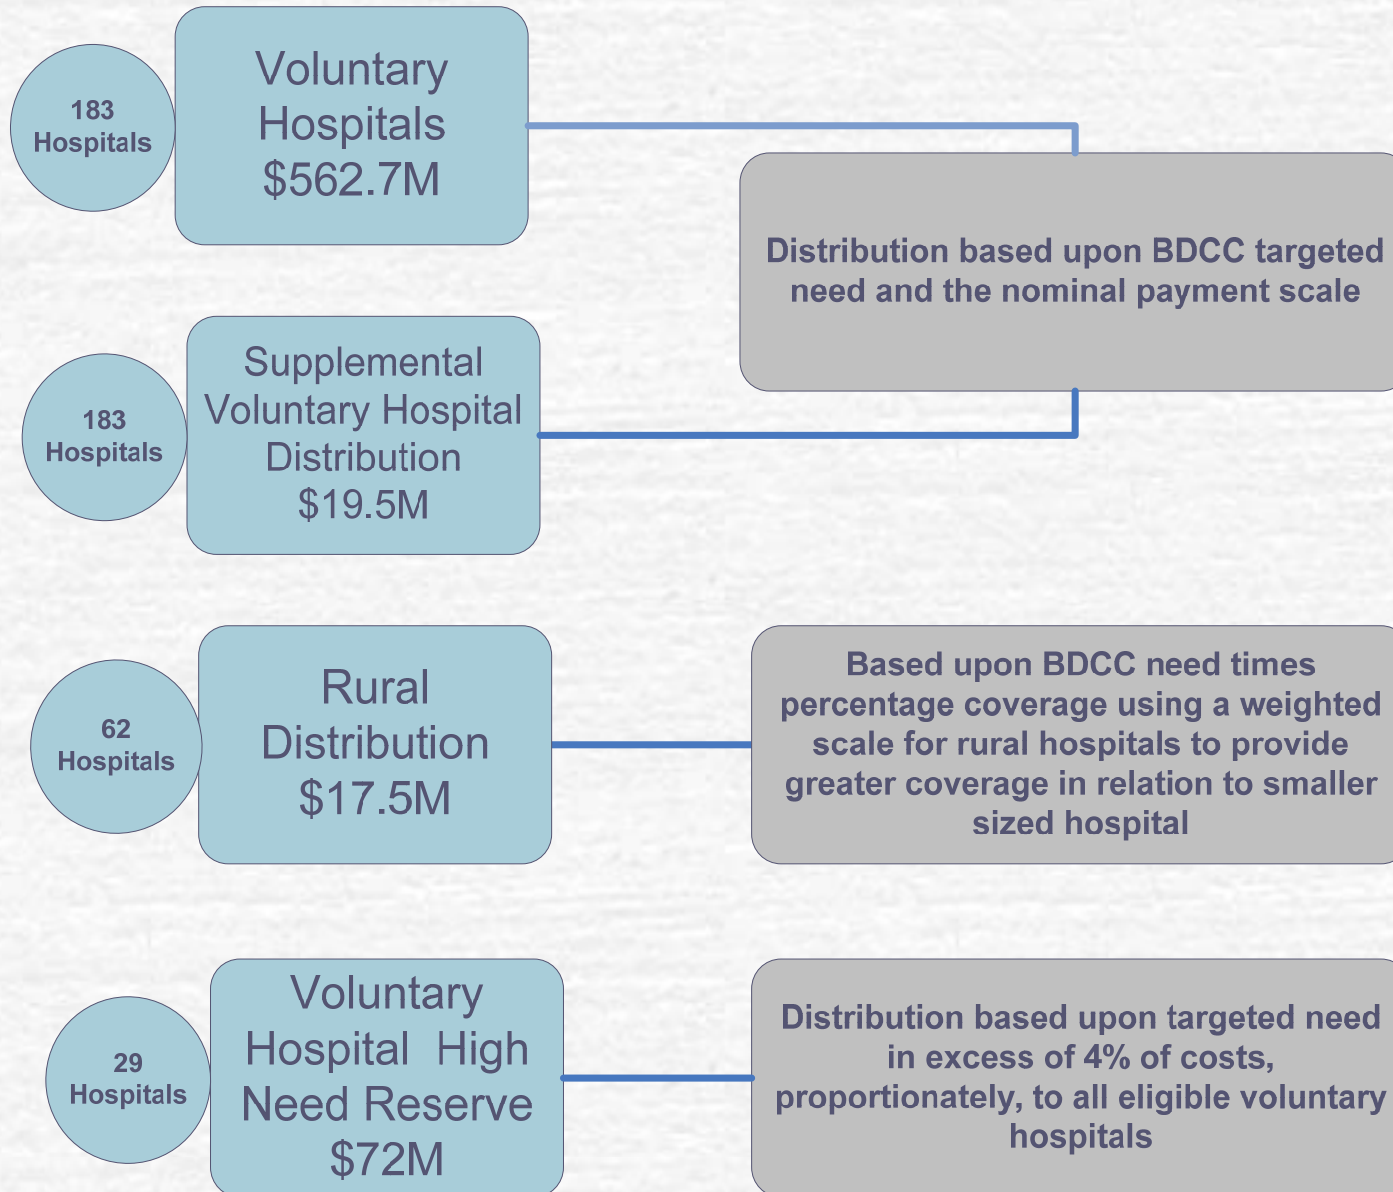 183
Hospitals
Voluntary
Hospitals
$562.7M
Distribution based upon BDCC targeted
need and the nominal payment scale
183
Hospitals
Supplemental
Voluntary Hospital
Distribution
$19.5M
62
Hospitals
Rural
Distribution
$17.5M
Based upon BDCC need times
percentage coverage using a weighted
scale for rural hospitals to provide
greater coverage in relation to smaller
sized hospital
29
Hospitals
Voluntary
Hospital High
Need Reserve
$72M
Distribution based upon targeted need
in excess of 4% of costs,
proportionately, to all eligible voluntary
hospitals